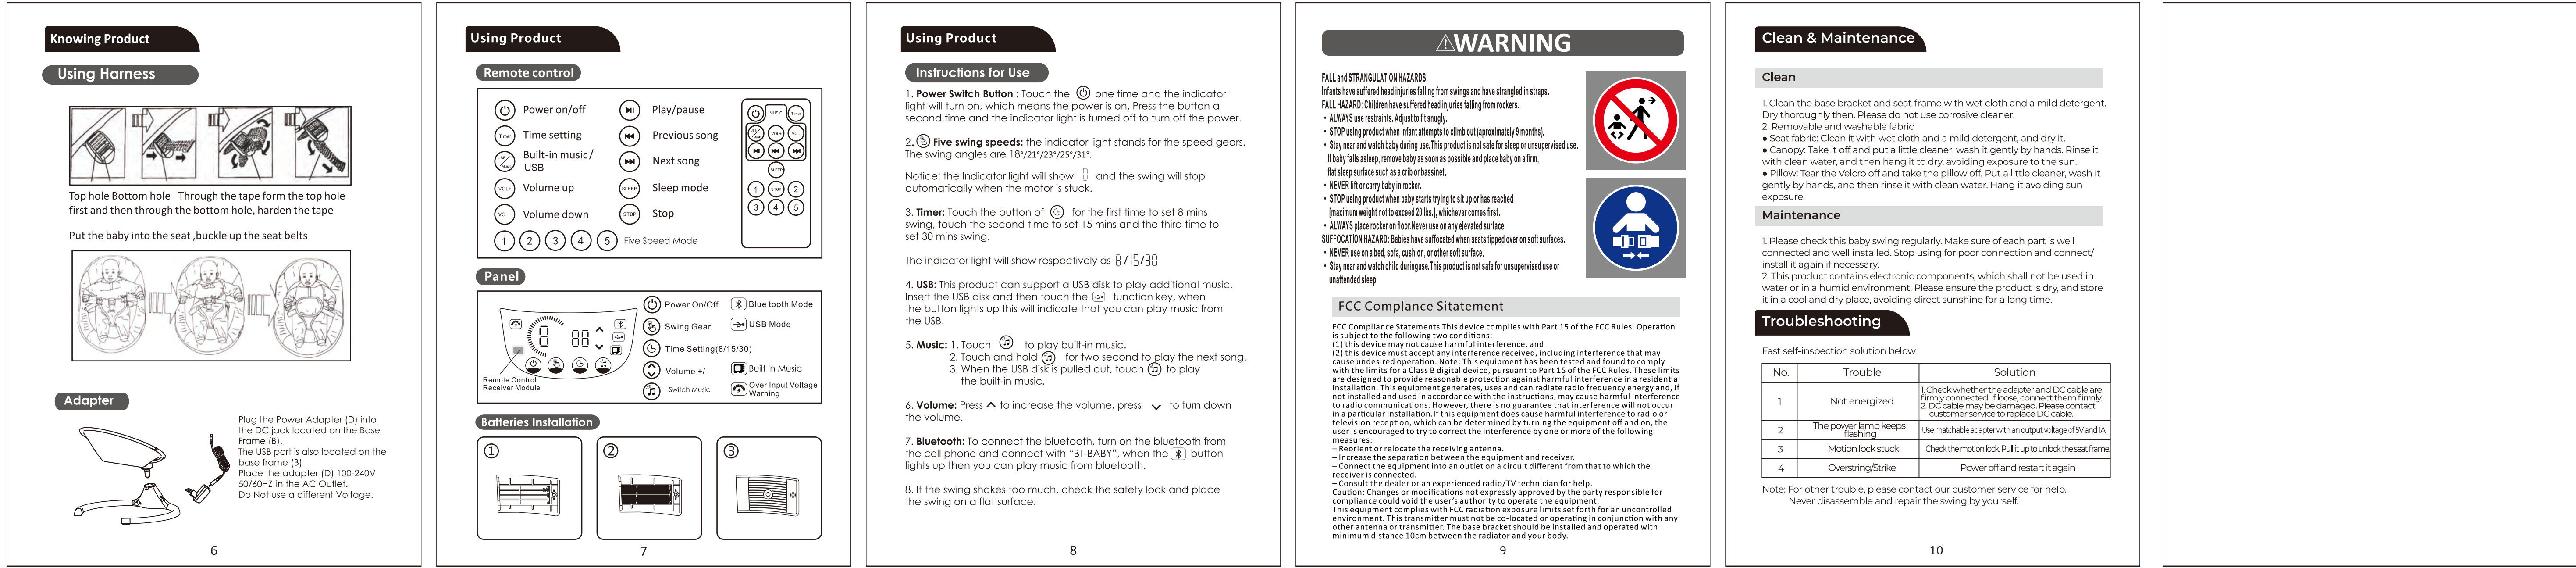 Knowing Product
Using Harness
Top hole Bottom hole Through the tape form the top hole
first and then through the bottom hole, harden the tape
Put the baby into the seat ,buckle up the seat belts
Adapter
Plug the Power Adapter (D) into
the DC jack located on the Base
Frame (B).
The USB port is also located on the
base frame (B)
Place the adapter (D) 100-240V
50/60HZ in the AC Outlet.
Do Not use a different Voltage.
6
Using Product
Remote control
Power on/off
Play/pause
Timer
Time setting
Previous song
Built-in music/
USB
Next song
VOL+
Volume up
SLEEP
Sleep mode
Volume down
STOP
Stop
1 2 3 4 5 Five Speed Mode
MUSIC
Timer
SLEEP
1 STOP 2
3 4 5
Panel
Power On/Off
Blue tooth Mode
Swing Gear
USB Mode
Time Setting(8/15/30)
Volume +/-
Built in Music
Switch Music
Over Input Voltage
Warning
Remote Control
Receiver Module
Batteries Installation
1 2 3
7
Using Product
Instructions for Use
1. Power Switch Button : Touch the one time and the indicator
light will turn on, which means the power is on. Press the button a
second time and the indicator light is turned off to turn off the power.
2. Five swing speeds: the indicator light stands for the speed gears.
The swing angles are 18°/21°/23°/25°/31°.
Notice: the Indicator light will show 0 and the swing will stop
automatically when the motor is stuck.
3. Timer: Touch the button of for the first time to set 8 mins
swing, touch the second time to set 15 mins and the third time to
set 30 mins swing.
The indicator light will show respectively as 8/15/30
4. USB: This product can support a USB disk to play additional music.
Insert the USB disk and then touch the function key, when
the button lights up this will indicate that you can play music from
the USB.
5. Music: 1. Touch to play built-in music.
2. Touch and hold for two second to play the next song.
3. When the USB disk is pulled out, touch to play
the built-in music.
6. Volume: Press to increase the volume, press to turn down
the volume.
7. Bluetooth: To connect the bluetooth, turn on the bluetooth from
the cell phone and connect with "BT-BABY", when the button
lights up then you can play music from bluetooth.
8. If the swing shakes too much, check the safety lock and place
the swing on a flat surface.
8
WARNING
FALL and STRANGULATION HAZARDS:
Infants have suffered head injuries falling from swings and have strangled in straps.
FALL HAZARD: Children have suffered head injuries falling from rockers.
• ALWAYS use restraints. Adjust to fit snugly.
• STOP using product when infant attempts to climb out (aproximately 9 months).
• Stay near and watch baby during use.This product is not safe for sleep or unsupervised use.
If baby falls asleep, remove baby as soon as possible and place baby on a firm,
flat sleep surface such as a crib or bassinet.
• NEVER lift or carry baby in rocker.
• STOP using product when baby starts trying to sit up or has reached
[maximum weight not to exceed 20 lbs.], whichever comes first.
• ALWAYS place rocker on floor.Never use on any elevated surface.
SUFFOCATION HAZARD: Babies have suffocated when seats tipped over on soft surfaces.
• NEVER use on a bed, sofa, cushion, or other soft surface.
• Stay near and watch child duringuse.This product is not safe for unsupervised use or
unattended sleep.
FCC Compliance Sitatement
FCC Compliance Statements This device complies with Part 15 of the FCC Rules. Operation
is subject to the following two conditions:
(1) this device may not cause harmful interference, and
(2) this device must accept any interference received, including interference that may
cause undesired operation. Note: This equipment has been tested and found to comply
with the limits for a Class B digital device, pursuant to Part 15 of the FCC Rules. These limits
are designed to provide reasonable protection against harmful interference in a residential
installation. This equipment generates, uses and can radiate radio frequency energy and, if
not installed and used in accordance with the instructions, may cause harmful interference
to radio communications. However, there is no guarantee that interference will not occur
in a particular installation.If this equipment does cause harmful interference to radio or
television reception, which can be determined by turning the equipment off and on, the
user is encouraged to try to correct the interference by one or more of the following
measures:
– Reorient or relocate the receiving antenna.
– Increase the separation between the equipment and receiver.
– Connect the equipment into an outlet on a circuit different from that to which the
receiver is connected.
– Consult the dealer or an experienced radio/TV technician for help.
Caution: Changes or modifications not expressly approved by the party responsible for
compliance could void the user's authority to operate the equipment.
This equipment complies with FCC radiation exposure limits set forth for an uncontrolled
environment. This transmitter must not be co-located or operating in conjunction with any
other antenna or transmitter. The base bracket should be installed and operated with
minimum distance 10cm between the radiator and your body.
9
Clean & Maintenance
Clean
1. Clean the base bracket and seat frame with wet cloth and a mild detergent.
Dry thoroughly then. Please do not use corrosive cleaner.
2. Removable and washable fabric
● Seat fabric: Clean it with wet cloth and a mild detergent, and dry it.
● Canopy: Take it off and put a little cleaner, wash it gently by hands. Rinse it
with clean water, and then hang it to dry, avoiding exposure to the sun.
● Pillow: Tear the Velcro off and take the pillow off. Put a little cleaner, wash it
gently by hands, and then rinse it with clean water. Hang it avoiding sun
exposure.
Maintenance
1. Please check this baby swing regularly. Make sure of each part is well
connected and well installed. Stop using for poor connection and connect/
install it again if necessary.
2. This product contains electronic components, which shall not be used in
water or in a humid environment. Please ensure the product is dry, and store
it in a cool and dry place, avoiding direct sunshine for a long time.
Troubleshooting
Fast self-inspection solution below
No. Trouble Solution
1 Not energized
1. Check whether the adapter and DC cable are
firmly connected. If loose, connect them firmly.
2. DC cable may be damaged. Please contact
customer service to replace DC cable.
2 The power lamp keeps
flashing
Use matchable adapter with an output voltage of 5V and 1A
3 Motion lock stuck Check the motion lock. Pull it up to unlock the seat frame.
4 Overstring/Strike Power off and restart it again
Note: For other trouble, please contact our customer service for help.
Never disassemble and repair the swing by yourself.
10